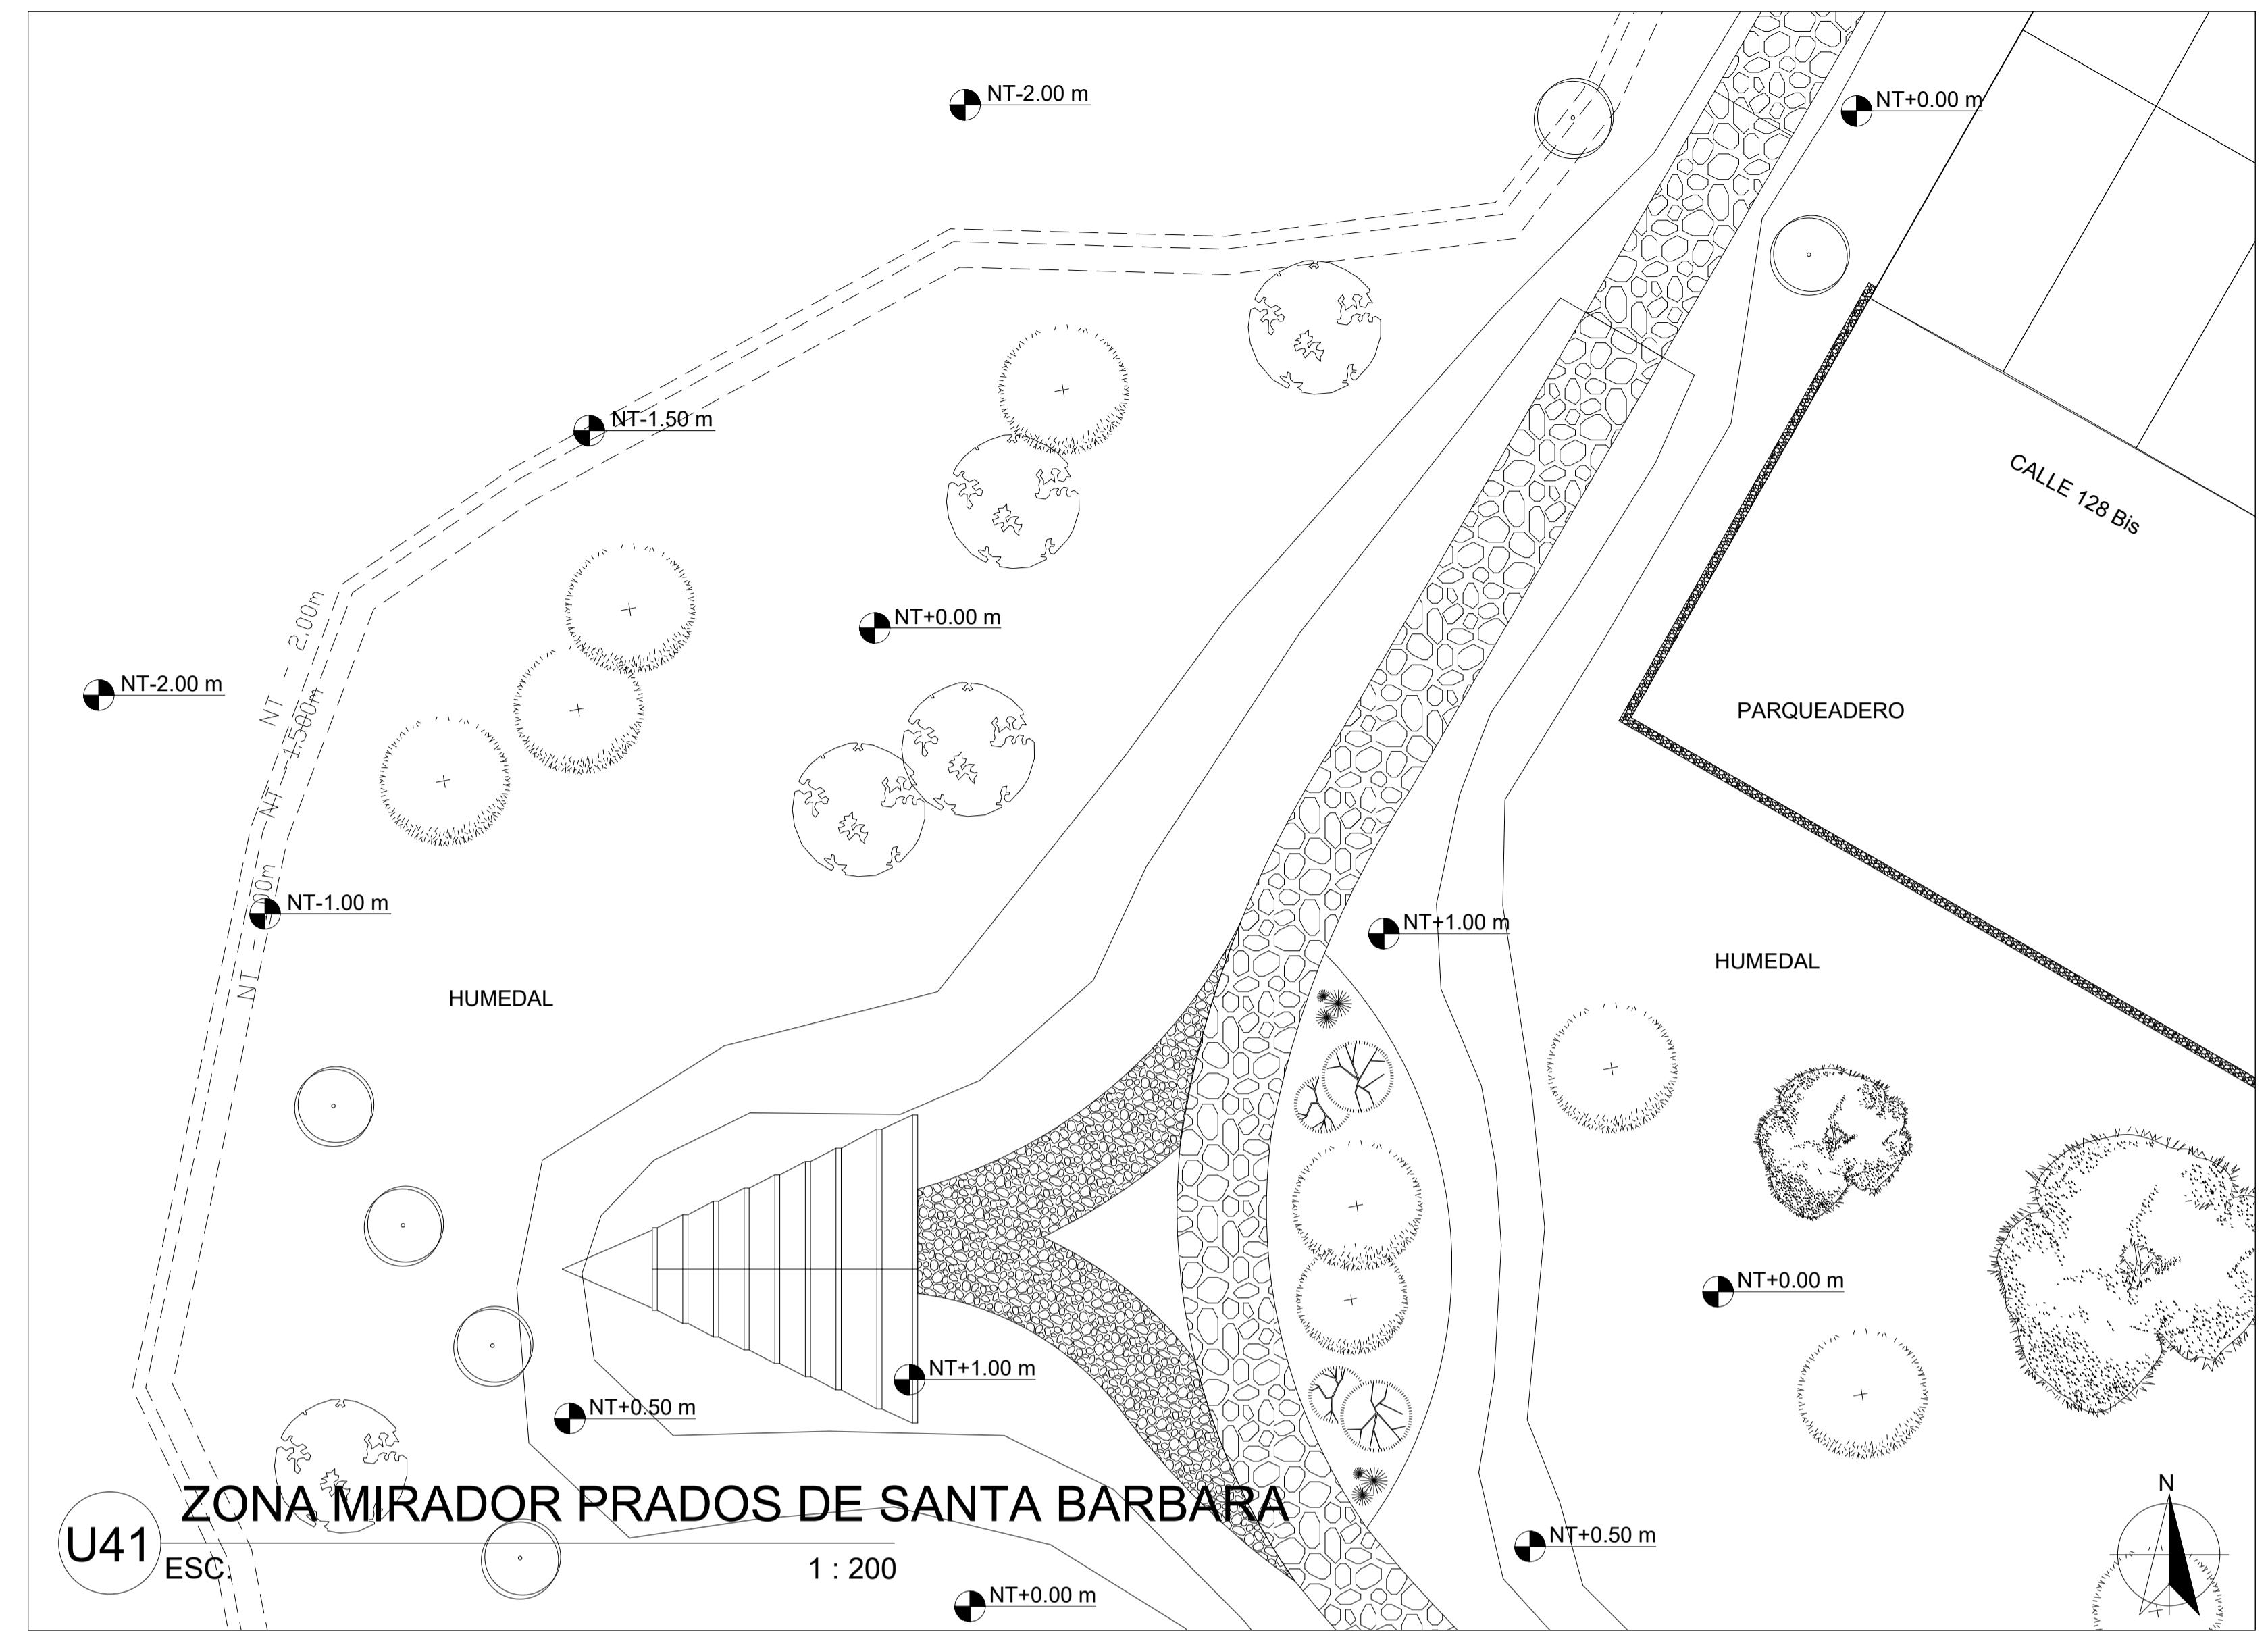 NT-2.00 m
NT+0.00 m
NT-1.50 m
CALLE 128 Bis
NT+0.00 m
NT - 2.00m
NT-2.00 m
NT - 1.500m
PARQUEADERO
NT-1.00 m
NT+1.00 m
HUMEDAL
HUMEDAL
NT+0.00 m
NT+1.00 m
NT+0.50 m
N
ZONA MIRADOR PRADOS DE SANTA BARBARA
U41
ESC.
1 : 200
NT+0.50 m
NT+0.00 m